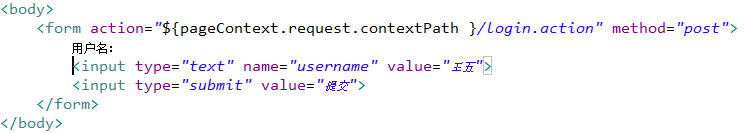 <body>
<form action="${pageContext.request.contextPath }/login.action" method="post">
用户名:
<input type="text" name="username" value="王五">
<input type="submit" value="提交">
</form>
</body>